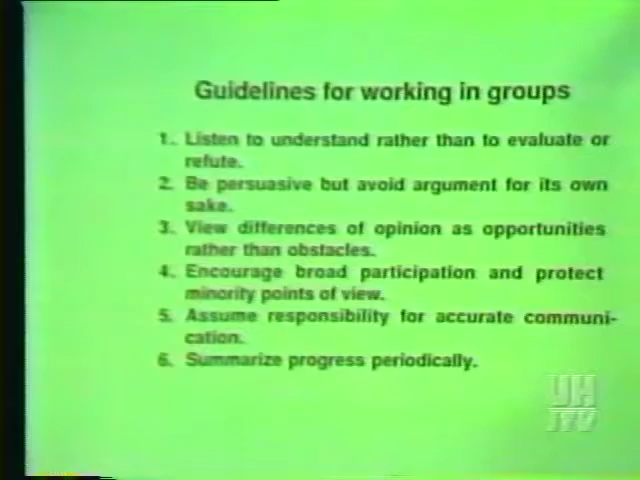 Guidelines for working in groups
1. Listen to understand rather than to evaluate or
refute.
2. Be persuasive but avoid argument for its own
sake.
3. View differences of opinion as opportunities
rather than obstacles.
4. Encourage broad participation and protect
minority points of view.
5. Assume responsibility for accurate communi-
cation.
6. Summarize progress periodically.
UH
ITV